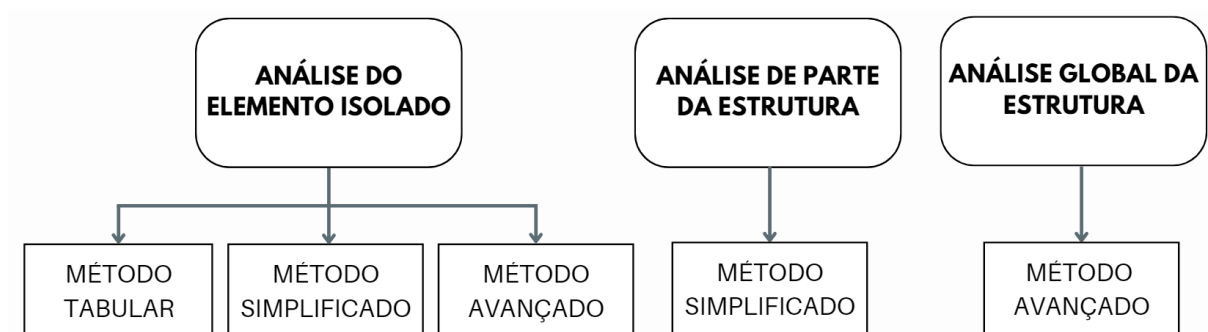 ANÁLISE DO
ELEMENTO ISOLADO
ANÁLISE DE PARTE
DA ESTRUTURA
ANÁLISE GLOBAL DA
ESTRUTURA
MÉTODO
TABULAR
MÉTODO
SIMPLIFICADO
MÉTODO
AVANÇADO
MÉTODO
SIMPLIFICADO
MÉTODO
AVANÇADO